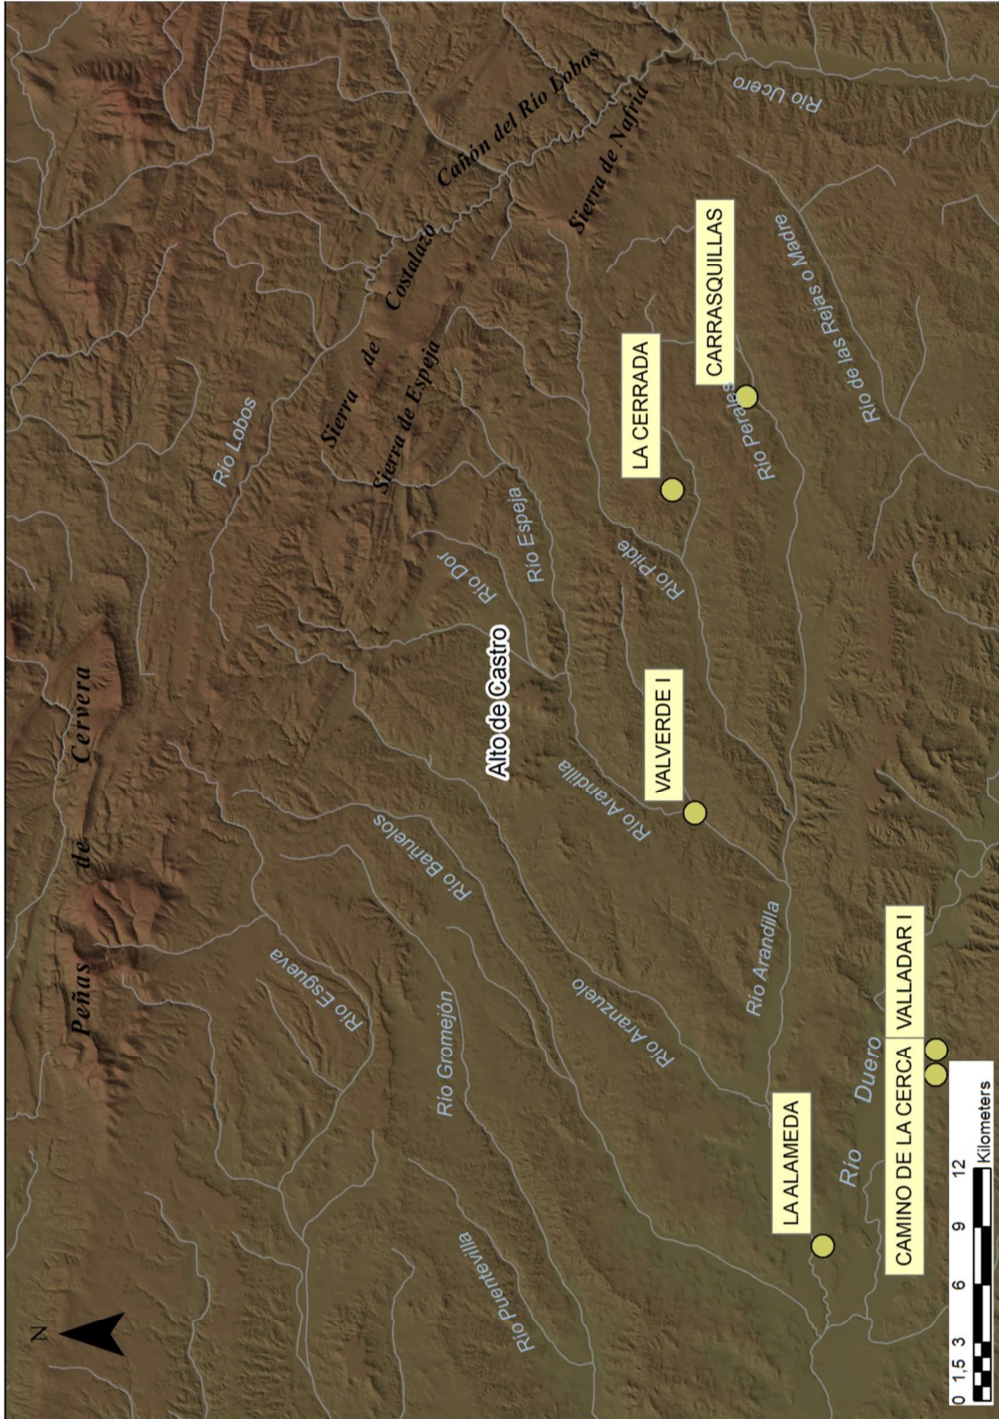 N
Peñas de Cervera
Río Lobos
Sierra de Costalazo
Cañón del Río Lobos
Sierra de Espeja
Sierra de Nafría
Río Ucero
Río Esgueva
Río Bañuelos
Río Dor
Río Espeja
Río Gromejón
Alto de Castro
Río Puentevilla
Río Aranzuelo
Río Arandilla
Río Pilde
LA CERRADA
CARRASQUILLAS
VALVERDE I
Río Perales
Río de las Rejas o Madre
Río Arandilla
LA ALAMEDA
Río Duero
CAMINO DE LA CERCA
VALLADAR I
0 1,5 3 6 9 12
Kilometers